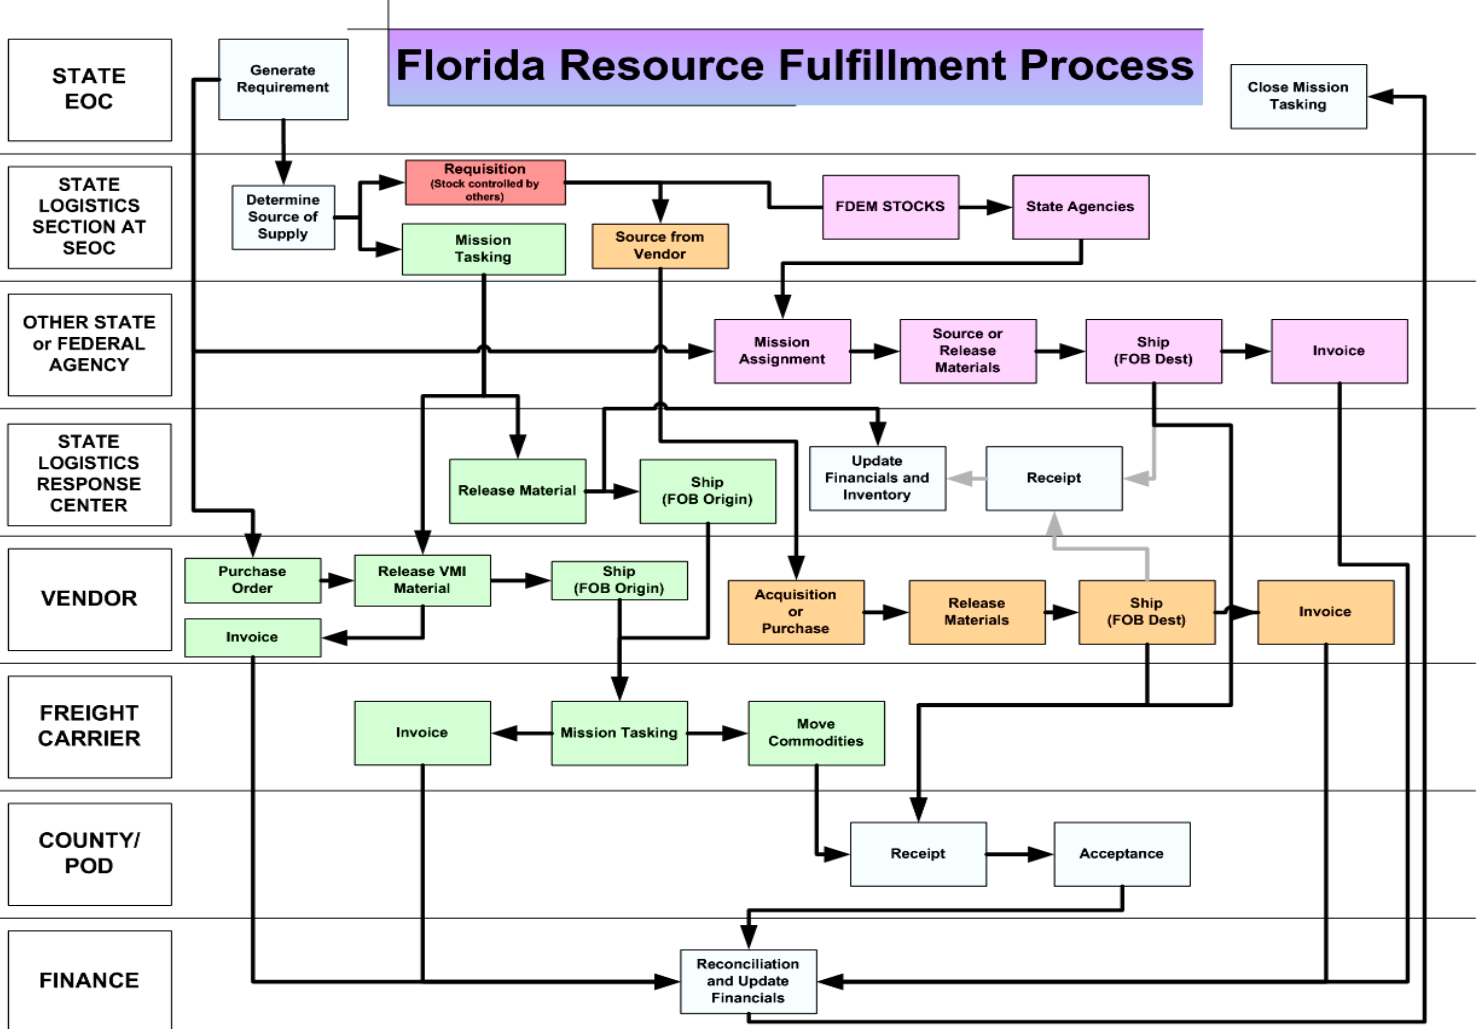 Florida Resource Fulfillment Process
STATE
EOC
Generate
Requirement
Close Mission
Tasking
STATE
LOGISTICS
SECTION AT
SEOC
Determine
Source of
Supply
Requisition
(Stock controlled by
others)
Mission
Tasking
Source from
Vendor
FDEM STOCKS
State Agencies
OTHER STATE
or FEDERAL
AGENCY
Mission
Assignment
Source or
Release
Materials
Ship
(FOB Dest)
Invoice
STATE
LOGISTICS
RESPONSE
CENTER
Release Material
Ship
(FOB Origin)
Update
Financials and
Inventory
Receipt
VENDOR
Purchase
Order
Release VMI
Material
Ship
(FOB Origin)
Invoice
Acquisition
or
Purchase
Release
Materials
Ship
(FOB Dest)
Invoice
FREIGHT
CARRIER
Invoice
Mission Tasking
Move
Commodities
COUNTY/
POD
Receipt
Acceptance
FINANCE
Reconciliation
and Update
Financials